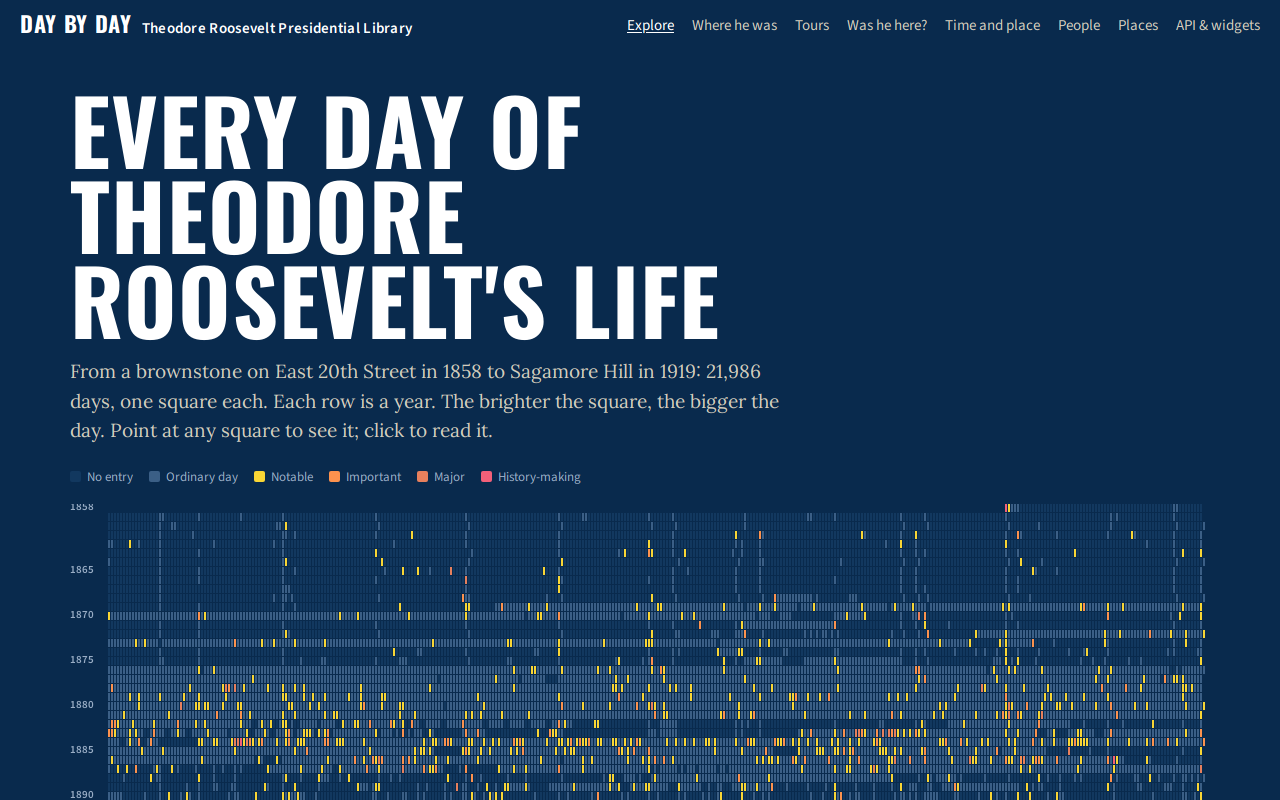 DAY BY DAY Theodore Roosevelt Presidential Library Explore Where he was Tours Was he here? Time and place People Places API & widgets
EVERY DAY OF
THEODORE
ROOSEVELT'S LIFE
From a brownstone on East 20th Street in 1858 to Sagamore Hill in 1919: 21,986
days, one square each. Each row is a year. The brighter the square, the bigger the
day. Point at any square to see it; click to read it.
No entry Ordinary day Notable Important Major History-making
1858
1865
1870
1875
1880
1885
1890